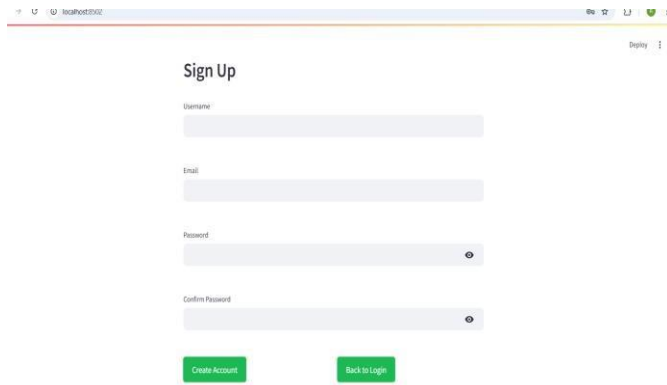 localhost:8502
Deploy
Sign Up
Username
Email
Password
Confirm Password
Create Account
Back to Login